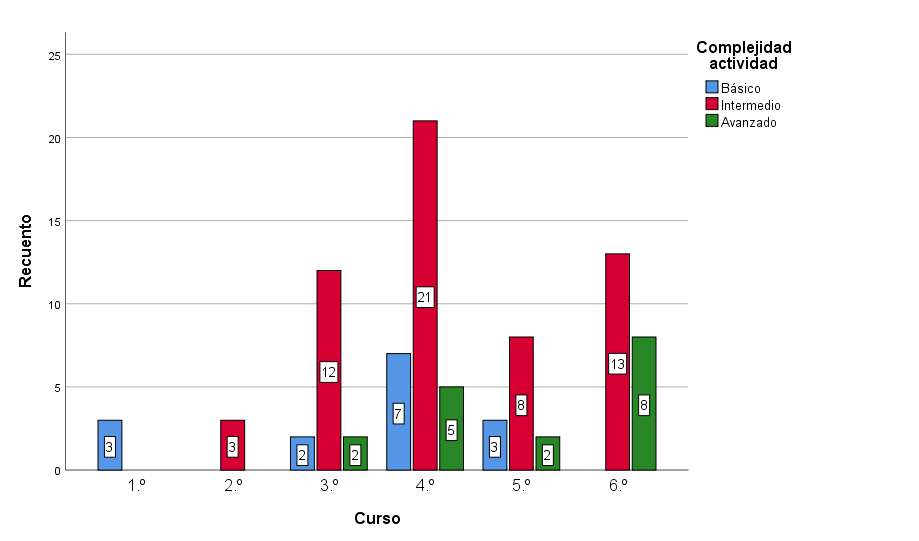 Complejidad
actividad
Básico
Intermedio
Avanzado
Recuento
25
20
15
10
5
0
3
3
2
12
2
7
21
5
3
8
2
13
8
1.º
2.º
3.º
4.º
5.º
6.º
Curso